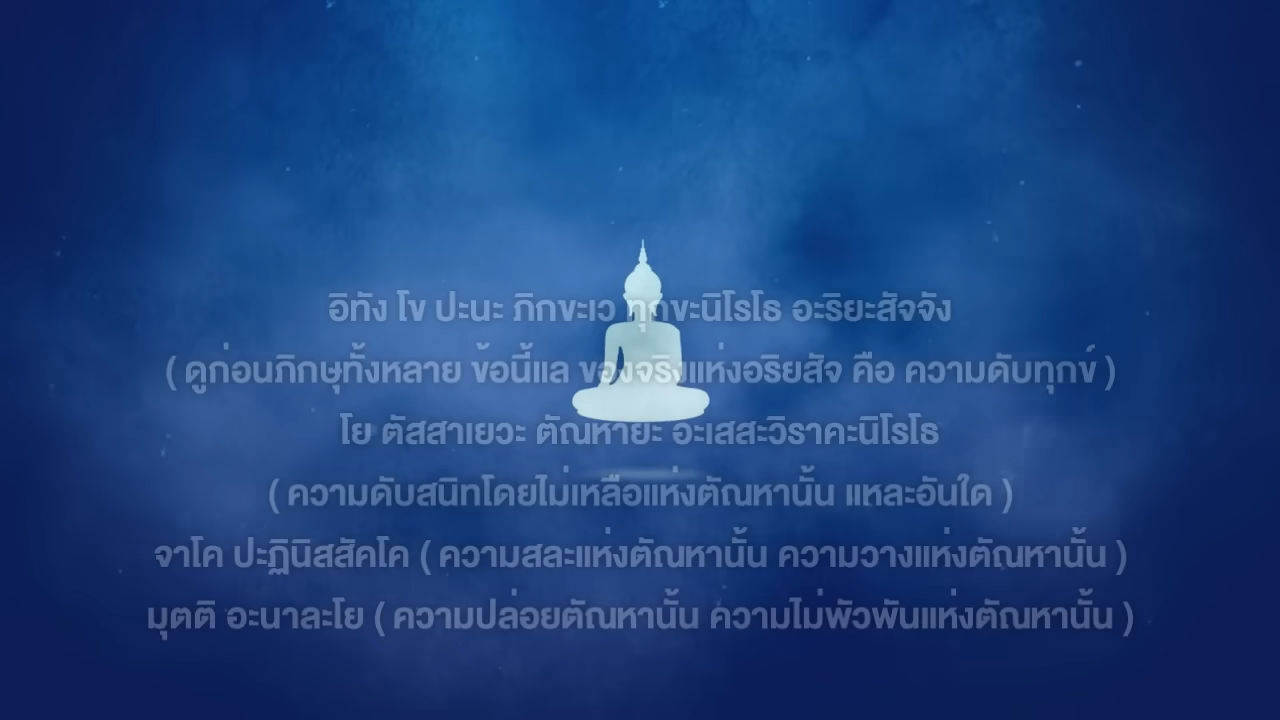 อิทัง โข ปะนะ ภิกขะเว ทุกขะนิโรโธ อะริยะสัจจัง
( ดูก่อนภิกษุทั้งหลาย ข้อนี้แล ของจริงแห่งอริยสัจ คือ ความดับทุกข์ )
โย ตัสสาเยวะ ตัณหายะ อะเสสะวิราคะนิโรโธ
( ความดับสนิทโดยไม่เหลือแห่งตัณหานั้น แหละอันใด )
จาโค ปะฏินิสสัคโค ( ความสละแห่งตัณหานั้น ความวางแห่งตัณหานั้น )
มุตติ อะนาละโย ( ความปล่อยตัณหานั้น ความไม่พัวพันแห่งตัณหานั้น )